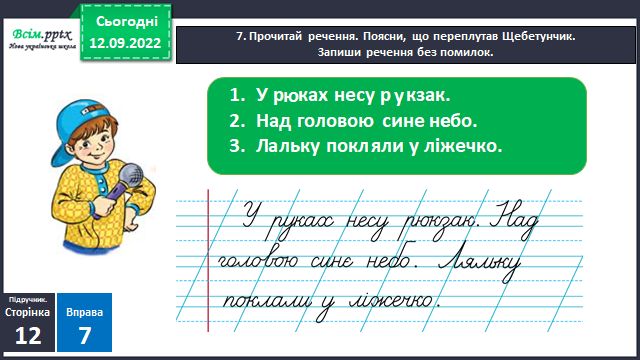 Всім.pptx
Нова українська школа
Сьогодні
12.09.2022
7. Прочитай речення. Поясни, що переплутав Щебетунчик.
Запиши речення без помилок.
1. У рюках несу рукзак.
2. Над головою сине небо.
3. Лальку покляли у ліжечко.
У руках несу рюкзак. Над
головою синє небо. Ляльку
поклали у ліжечко.
Підручник.
Сторінка
12
Вправа
7